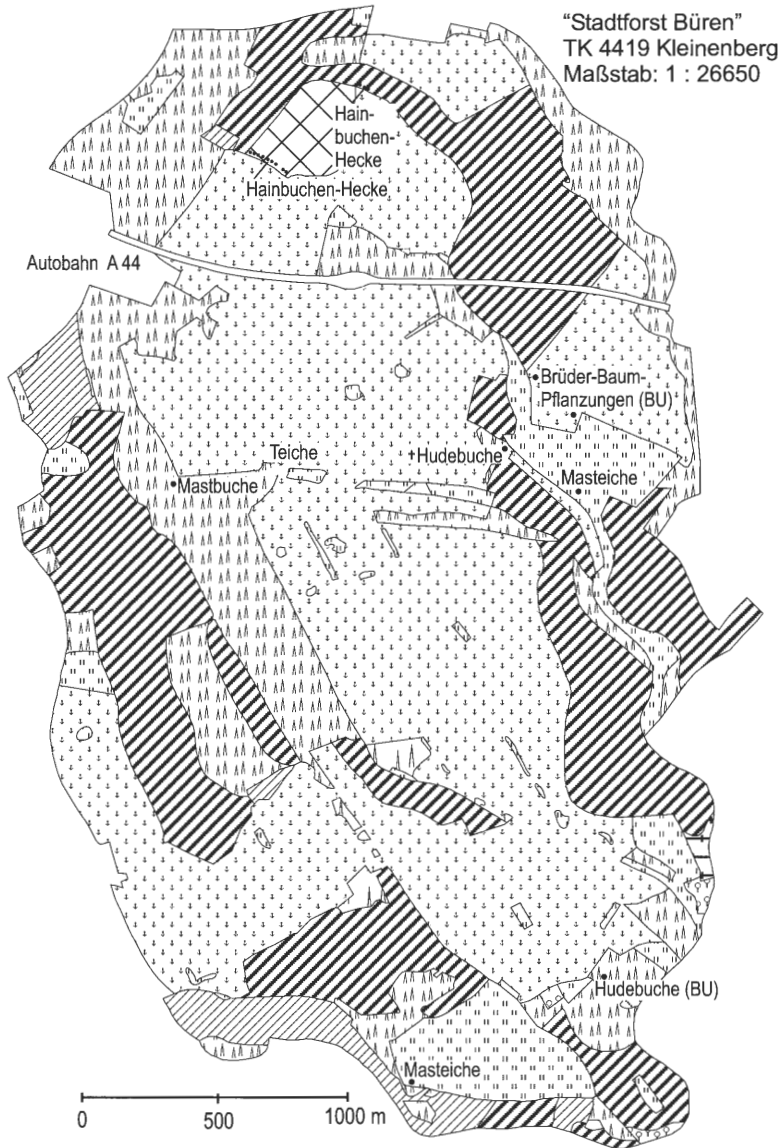 “Stadtforst Büren”
TK 4419 Kleinenberg
Maßstab: 1 : 26650
Hain-
buchen-
Hecke
Hainbuchen-Hecke
Autobahn A 44
Brüder-Baum-
Pflanzungen (BU)
Teiche
†Hudebuche
Mastbuche
Masteiche
Hudebuche (BU)
Masteiche
0 500 1000 m